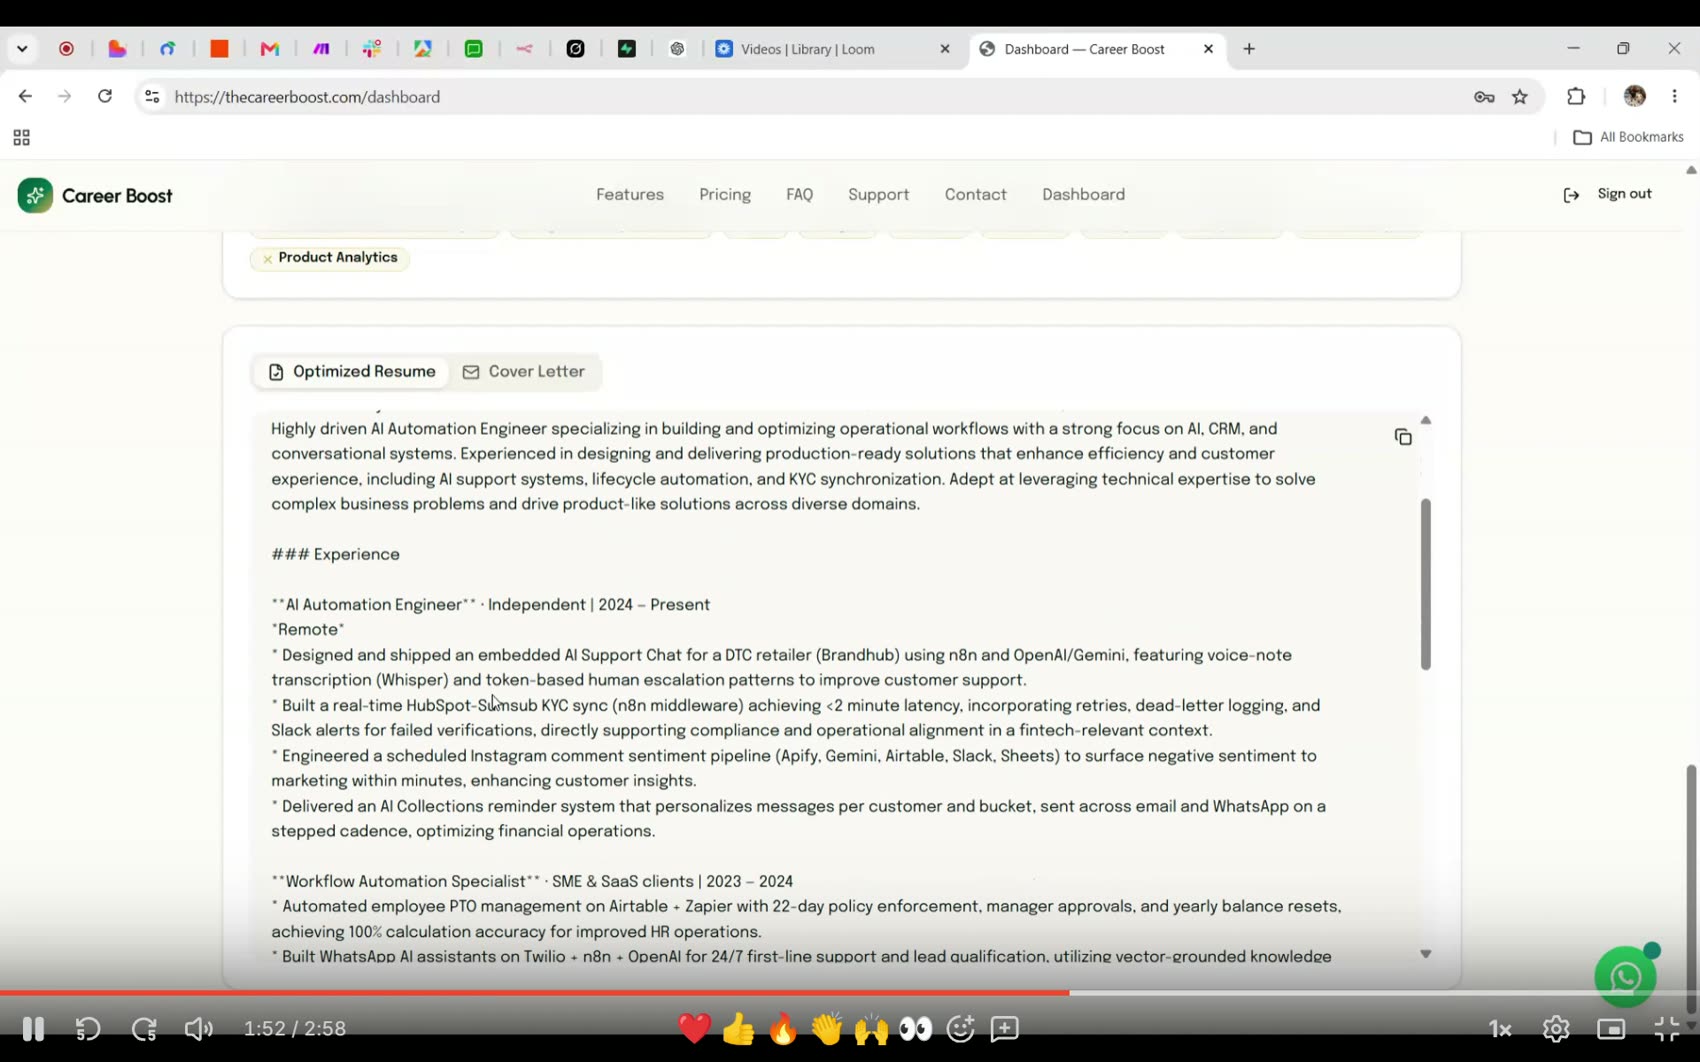 Videos | Library | Loom
Dashboard — Career Boost
https://thecareerboost.com/dashboard
All Bookmarks
Career Boost
Features
Pricing
FAQ
Support
Contact
Dashboard
Sign out
× Product Analytics
Optimized Resume
Cover Letter
Highly driven AI Automation Engineer specializing in building and optimizing operational workflows with a strong focus on AI, CRM, and
conversational systems. Experienced in designing and delivering production-ready solutions that enhance efficiency and customer
experience, including AI support systems, lifecycle automation, and KYC synchronization. Adept at leveraging technical expertise to solve
complex business problems and drive product-like solutions across diverse domains.
### Experience
**AI Automation Engineer** · Independent | 2024 – Present
*Remote*
* Designed and shipped an embedded AI Support Chat for a DTC retailer (Brandhub) using n8n and OpenAI/Gemini, featuring voice-note
transcription (Whisper) and token-based human escalation patterns to improve customer support.
* Built a real-time HubSpot-Sumsub KYC sync (n8n middleware) achieving <2 minute latency, incorporating retries, dead-letter logging, and
Slack alerts for failed verifications, directly supporting compliance and operational alignment in a fintech-relevant context.
* Engineered a scheduled Instagram comment sentiment pipeline (Apify, Gemini, Airtable, Slack, Sheets) to surface negative sentiment to
marketing within minutes, enhancing customer insights.
* Delivered an AI Collections reminder system that personalizes messages per customer and bucket, sent across email and WhatsApp on a
stepped cadence, optimizing financial operations.
**Workflow Automation Specialist** · SME & SaaS clients | 2023 – 2024
* Automated employee PTO management on Airtable + Zapier with 22-day policy enforcement, manager approvals, and yearly balance resets,
achieving 100% calculation accuracy for improved HR operations.
* Built WhatsApp AI assistants on Twilio + n8n + OpenAI for 24/7 first-line support and lead qualification, utilizing vector-grounded knowledge
5
5
1:52 / 2:58
1x